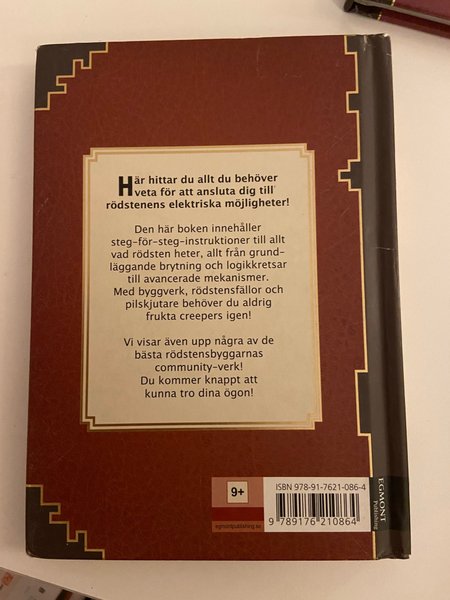 Här hittar du allt du behöver
veta för att ansluta dig till
rödstenens elektriska möjligheter!
Den här boken innehåller
steg-för-steg-instruktioner till allt
vad rödsten heter, allt från grund-
läggande brytning och logikkretsar
till avancerade mekanismer.
Med byggverk, rödstensfällor och
pilskjutare behöver du aldrig
frukta creepers igen!
Vi visar även upp några av de
bästa rödstensbyggarnas
community-verk!
Du kommer knappt att
kunna tro dina ögon!
9+
egmontpublishing.se
ISBN 978-91-7621-086-4
9 789176 210864
EGMONT
Publishing